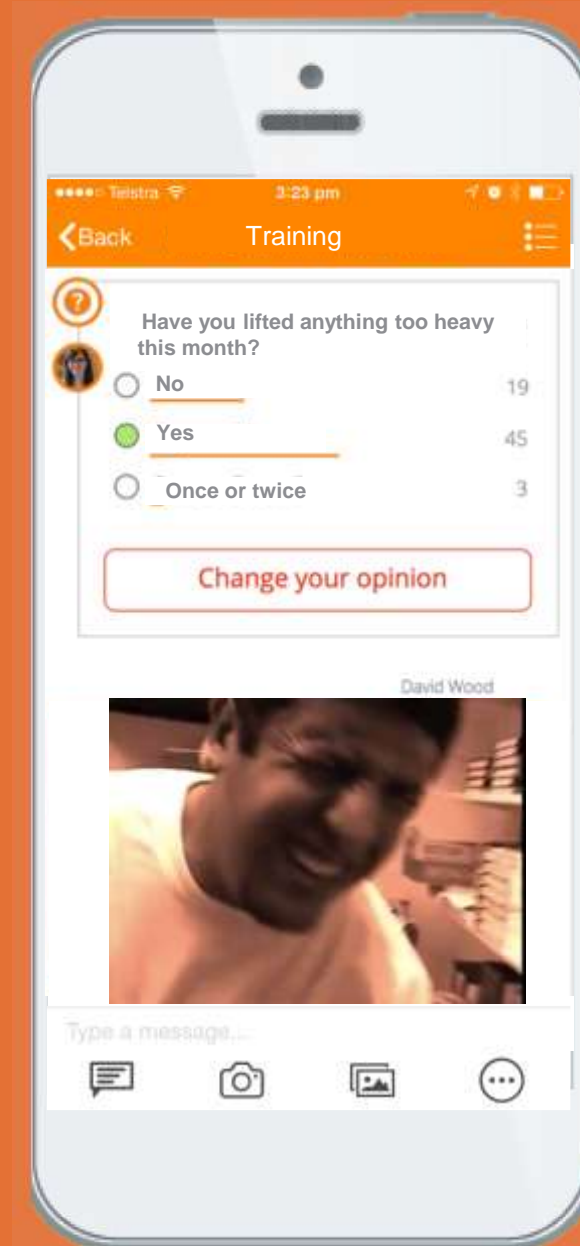 Telstra 3:23 pm
Back Training
?
Have you lifted anything too heavy
this month?
No 19
Yes 45
Once or twice 3
Change your opinion
David Wood
Type a message...